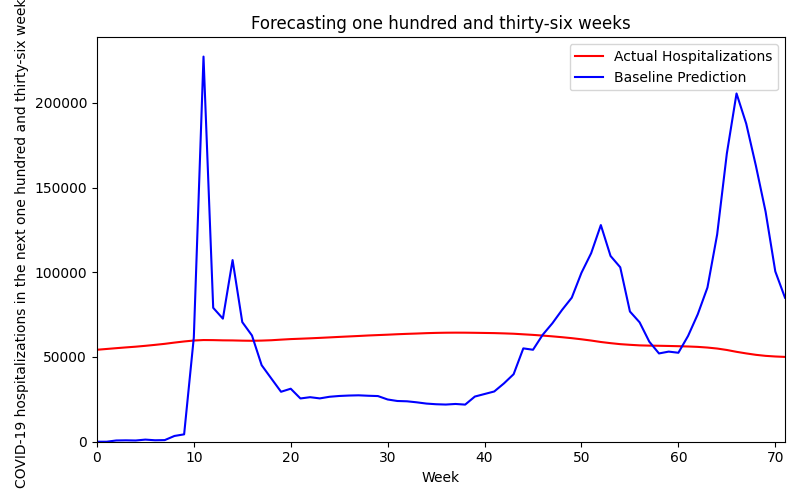 Forecasting one hundred and thirty-six weeks
Actual Hospitalizations
Baseline Prediction
COVID-19 hospitalizations in the next one hundred and thirty-six week
200000
150000
100000
50000
0
0 10 20 30 40 50 60 70
Week